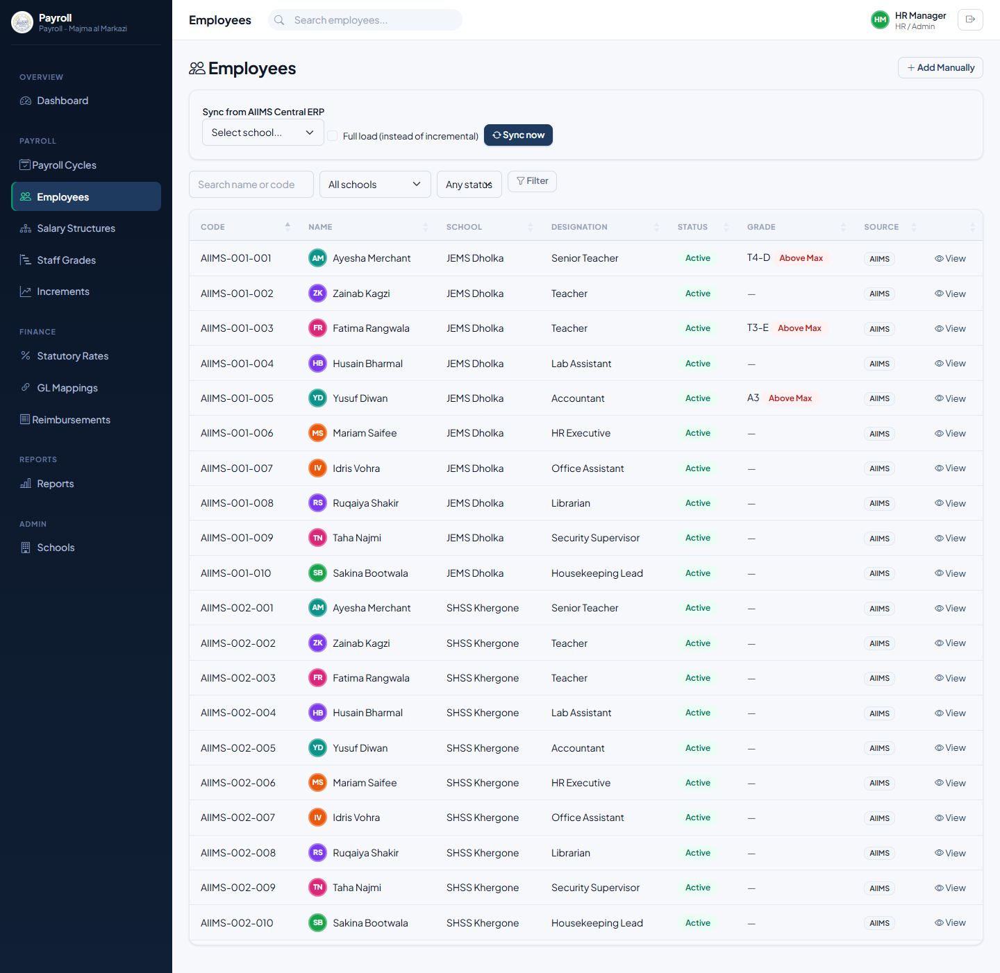 Payroll
Payroll - Majma al Markazi
OVERVIEW
Dashboard
PAYROLL
Payroll Cycles
Employees
Salary Structures
Staff Grades
Increments
FINANCE
Statutory Rates
GL Mappings
Reimbursements
REPORTS
Reports
ADMIN
Schools
Employees
Search employees...
HM
HR Manager
HR / Admin
Employees
+ Add Manually
Sync from AIIMS Central ERP
Select school...
Full load (instead of incremental)
Sync now
Search name or code
All schools
Any status
Filter
CODE NAME SCHOOL DESIGNATION STATUS GRADE SOURCE
AIIMS-001-001 AM Ayesha Merchant JEMS Dholka Senior Teacher Active T4-D Above Max AIIMS View
AIIMS-001-002 ZK Zainab Kagzi JEMS Dholka Teacher Active — AIIMS View
AIIMS-001-003 FR Fatima Rangwala JEMS Dholka Teacher Active T3-E Above Max AIIMS View
AIIMS-001-004 HB Husain Bharmal JEMS Dholka Lab Assistant Active — AIIMS View
AIIMS-001-005 YD Yusuf Diwan JEMS Dholka Accountant Active A3 Above Max AIIMS View
AIIMS-001-006 MS Mariam Saifee JEMS Dholka HR Executive Active — AIIMS View
AIIMS-001-007 IV Idris Vohra JEMS Dholka Office Assistant Active — AIIMS View
AIIMS-001-008 RS Ruqaiya Shakir JEMS Dholka Librarian Active — AIIMS View
AIIMS-001-009 TN Taha Najmi JEMS Dholka Security Supervisor Active — AIIMS View
AIIMS-001-010 SB Sakina Bootwala JEMS Dholka Housekeeping Lead Active — AIIMS View
AIIMS-002-001 AM Ayesha Merchant SHSS Khergone Senior Teacher Active — AIIMS View
AIIMS-002-002 ZK Zainab Kagzi SHSS Khergone Teacher Active — AIIMS View
AIIMS-002-003 FR Fatima Rangwala SHSS Khergone Teacher Active — AIIMS View
AIIMS-002-004 HB Husain Bharmal SHSS Khergone Lab Assistant Active — AIIMS View
AIIMS-002-005 YD Yusuf Diwan SHSS Khergone Accountant Active — AIIMS View
AIIMS-002-006 MS Mariam Saifee SHSS Khergone HR Executive Active — AIIMS View
AIIMS-002-007 IV Idris Vohra SHSS Khergone Office Assistant Active — AIIMS View
AIIMS-002-008 RS Ruqaiya Shakir SHSS Khergone Librarian Active — AIIMS View
AIIMS-002-009 TN Taha Najmi SHSS Khergone Security Supervisor Active — AIIMS View
AIIMS-002-010 SB Sakina Bootwala SHSS Khergone Housekeeping Lead Active — AIIMS View